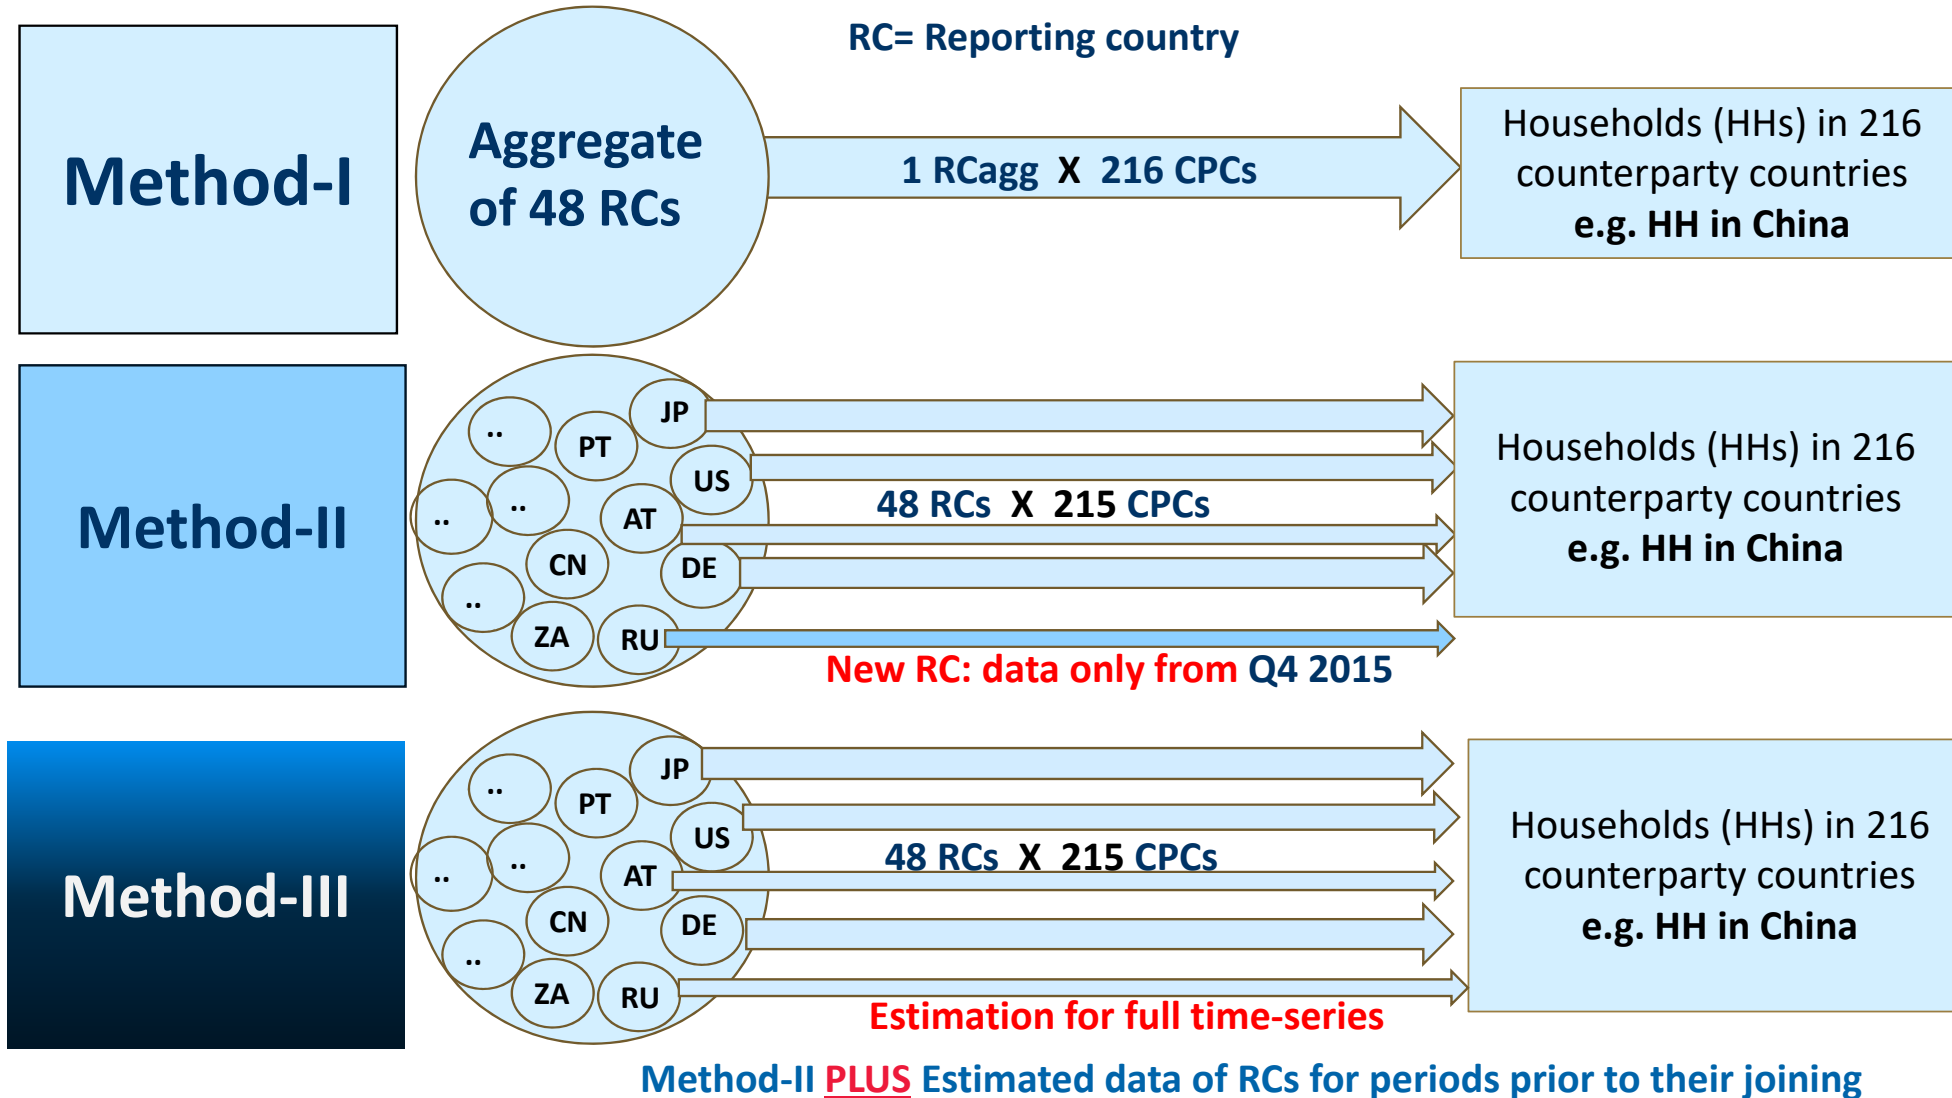 RC= Reporting country
Method-I
Aggregate
of 48 RCs
1 RCagg X 216 CPCs
Households (HHs) in 216
counterparty countries
e.g. HH in China
Method-II
..
PT
JP
US
..
..
AT
CN
DE
..
ZA
RU
48 RCs X 215 CPCs
New RC: data only from Q4 2015
Households (HHs) in 216
counterparty countries
e.g. HH in China
Method-III
..
PT
JP
US
..
..
AT
CN
DE
..
ZA
RU
48 RCs X 215 CPCs
Estimation for full time-series
Households (HHs) in 216
counterparty countries
e.g. HH in China
Method-II PLUS Estimated data of RCs for periods prior to their joining